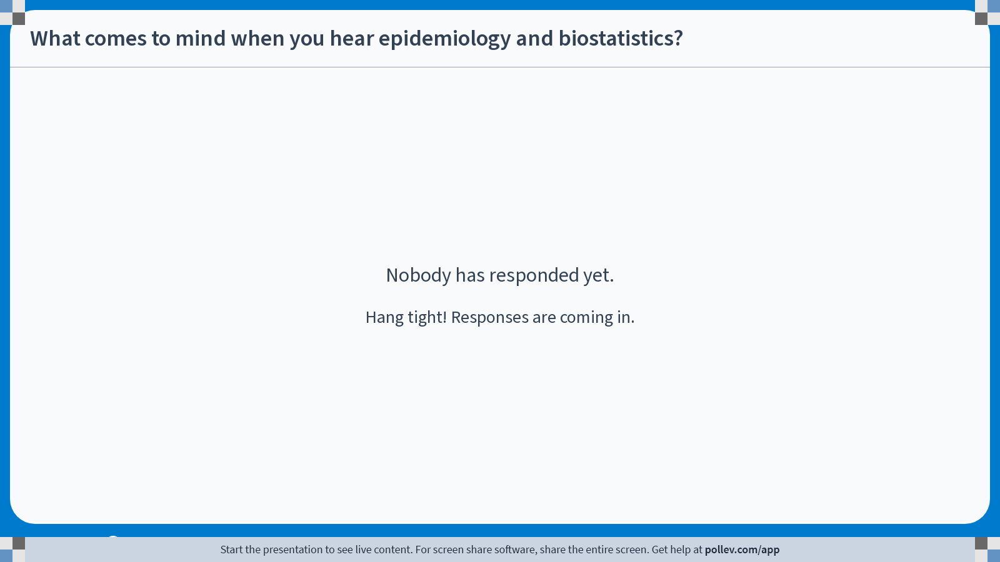 What comes to mind when you hear epidemiology and biostatistics?
Nobody has responded yet.
Hang tight! Responses are coming in.
Start the presentation to see live content. For screen share software, share the entire screen. Get help at pollev.com/app